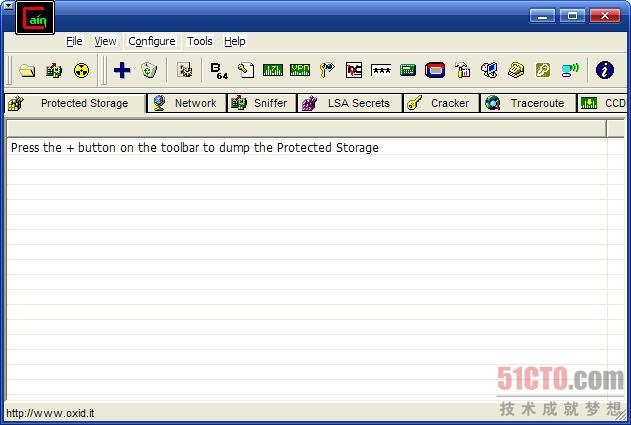 Cain
File View Configure Tools Help
B 64
VPN
***
Protected Storage Network Sniffer LSA Secrets Cracker Traceroute CCD
Press the + button on the toolbar to dump the Protected Storage
51CTO.com
技术成就梦想
http://www.oxid.it